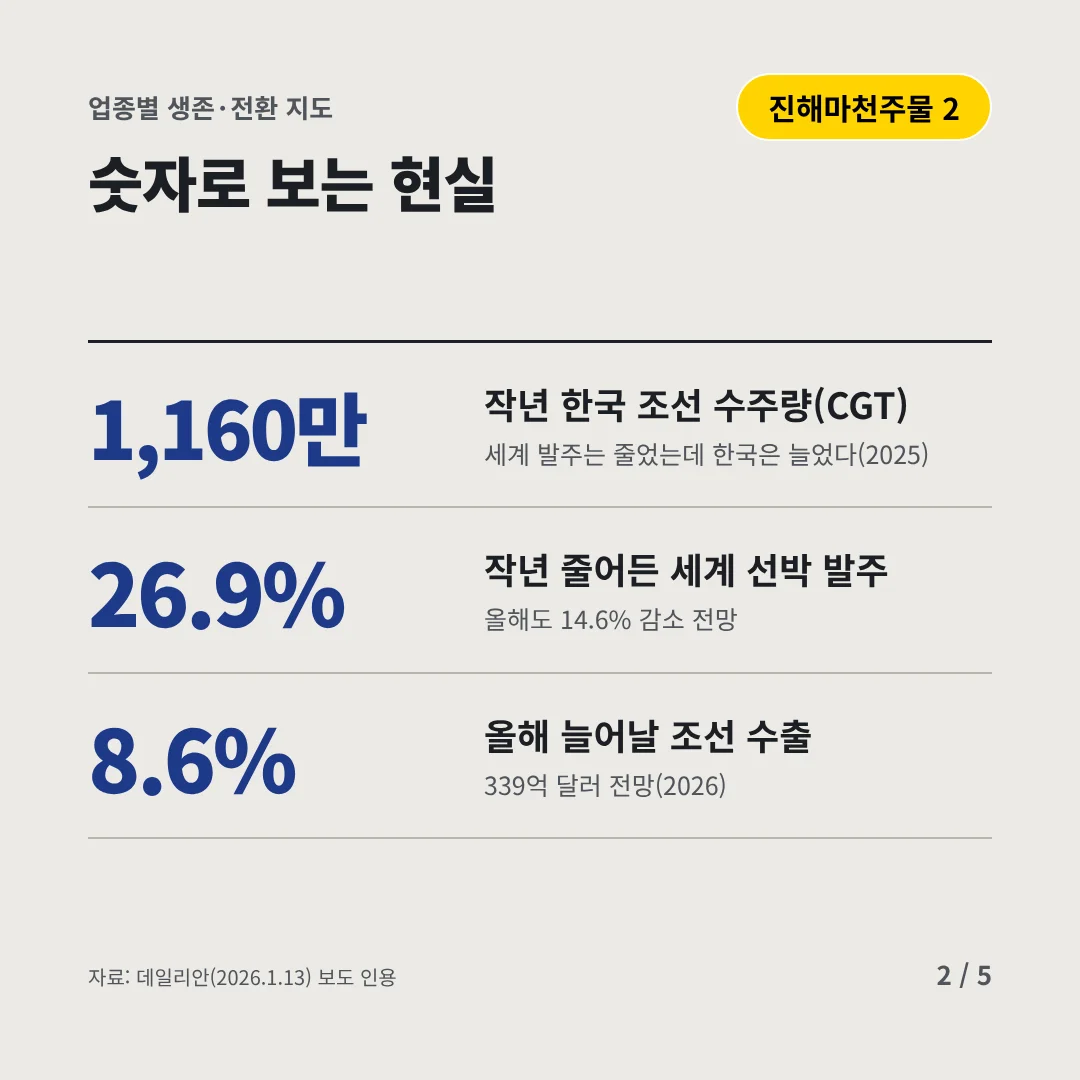 업종별 생존·전환 지도
진해마천주물 2
숫자로 보는 현실
1,160만
작년 한국 조선 수주량(CGT)
세계 발주는 줄었는데 한국은 늘었다(2025)
26.9%
작년 줄어든 세계 선박 발주
올해도 14.6% 감소 전망
8.6%
올해 늘어날 조선 수출
339억 달러 전망(2026)
자료: 데일리안(2026.1.13) 보도 인용
2 / 5